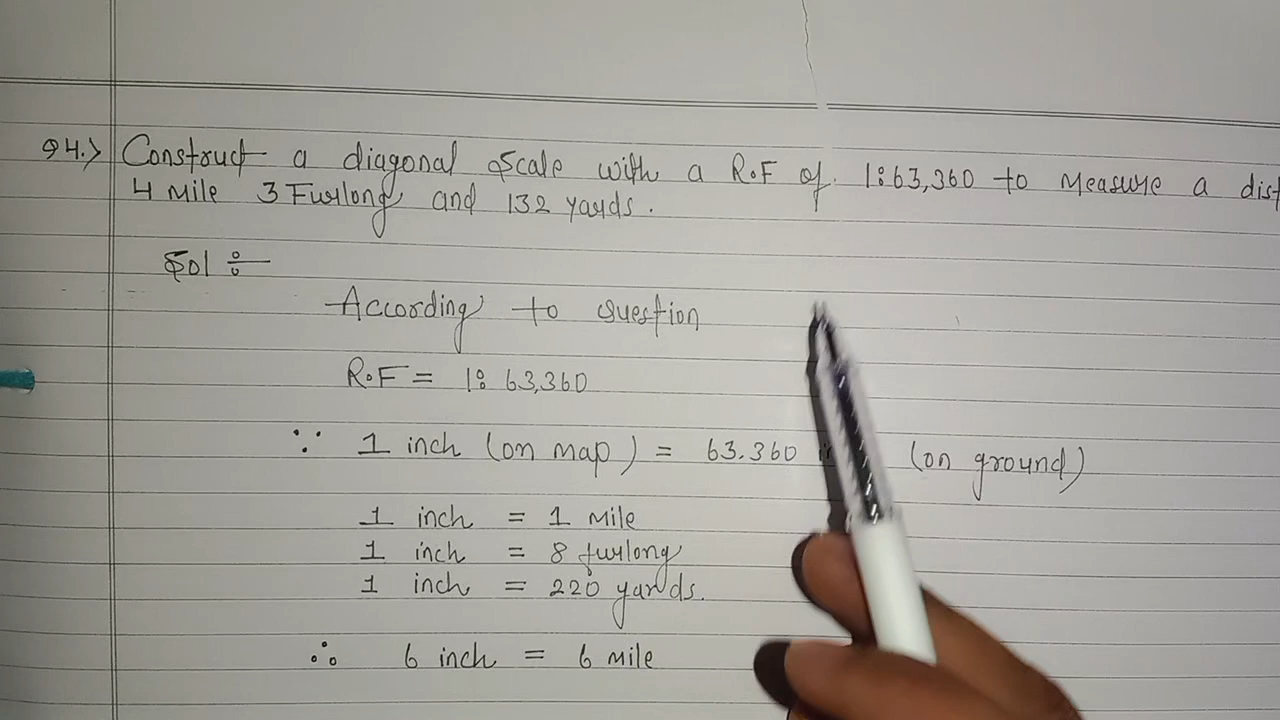 Q4.> Construct a diagonal Scale with a R.F of 1:63,360 to Measure a dist
4 Mile 3 Furlong and 132 yards.
Sol ÷
According to question
R.F = 1: 63,360
∵ 1 inch (on map) = 63.360 (on ground)
1 inch = 1 Mile
1 inch = 8 furlong
1 inch = 220 yards.
∴ 6 inch = 6 mile